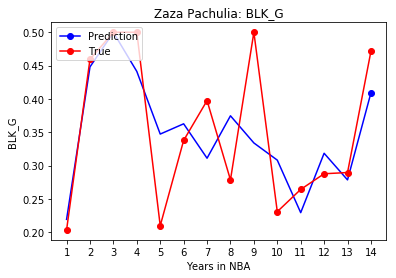 Zaza Pachulia: BLK_G
Prediction
True
0.50
0.45
0.40
0.35
0.30
0.25
0.20
BLK_G
1 2 3 4 5 6 7 8 9 10 11 12 13 14
Years in NBA